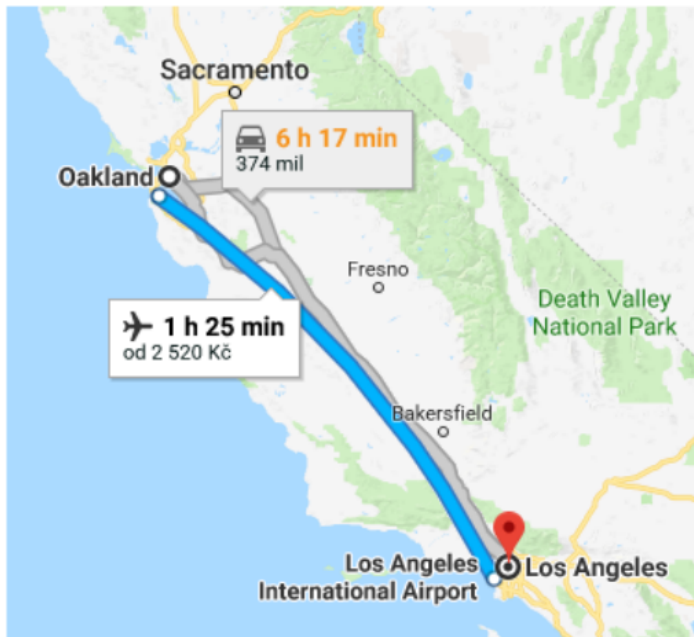 Sacramento
6 h 17 min
374 mil
Oakland
Fresno
Death Valley
National Park
1 h 25 min
od 2 520 Kč
Bakersfield
Los Angeles
International Airport
Los Angeles